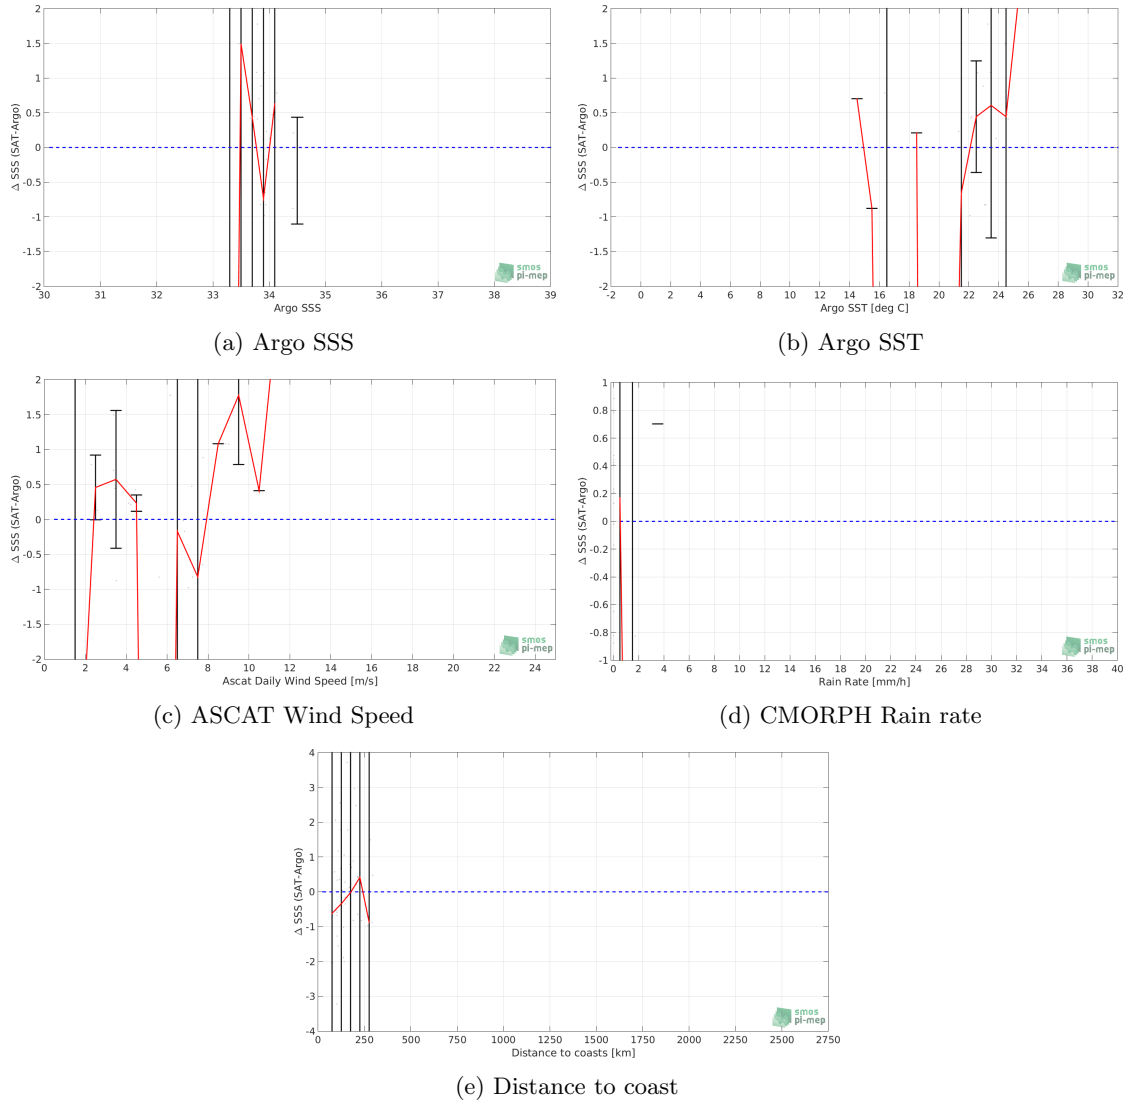 2
1.5
1
0.5
0
-0.5
-1
-1.5
-2
Δ SSS (SAT-Argo)
30 31 32 33 34 35 36 37 38 39
Argo SSS
smos
pi-mep
(a) Argo SSS
2
1.5
1
0.5
0
-0.5
-1
-1.5
-2
Δ SSS (SAT-Argo)
-2 0 2 4 6 8 10 12 14 16 18 20 22 24 26 28 30 32
Argo SST [deg C]
smos
pi-mep
(b) Argo SST
2
1.5
1
0.5
0
-0.5
-1
-1.5
-2
Δ SSS (SAT-Argo)
0 2 4 6 8 10 12 14 16 18 20 22 24
Ascat Daily Wind Speed [m/s]
smos
pi-mep
(c) ASCAT Wind Speed
1
0.8
0.6
0.4
0.2
0
-0.2
-0.4
-0.6
-0.8
-1
Δ SSS (SAT-Argo)
0 2 4 6 8 10 12 14 16 18 20 22 24 26 28 30 32 34 36 38 40
Rain Rate [mm/h]
smos
pi-mep
(d) CMORPH Rain rate
4
3
2
1
0
-1
-2
-3
-4
Δ SSS (SAT-Argo)
0 250 500 750 1000 1250 1500 1750 2000 2250 2500 2750
Distance to coasts [km]
smos
pi-mep
(e) Distance to coast